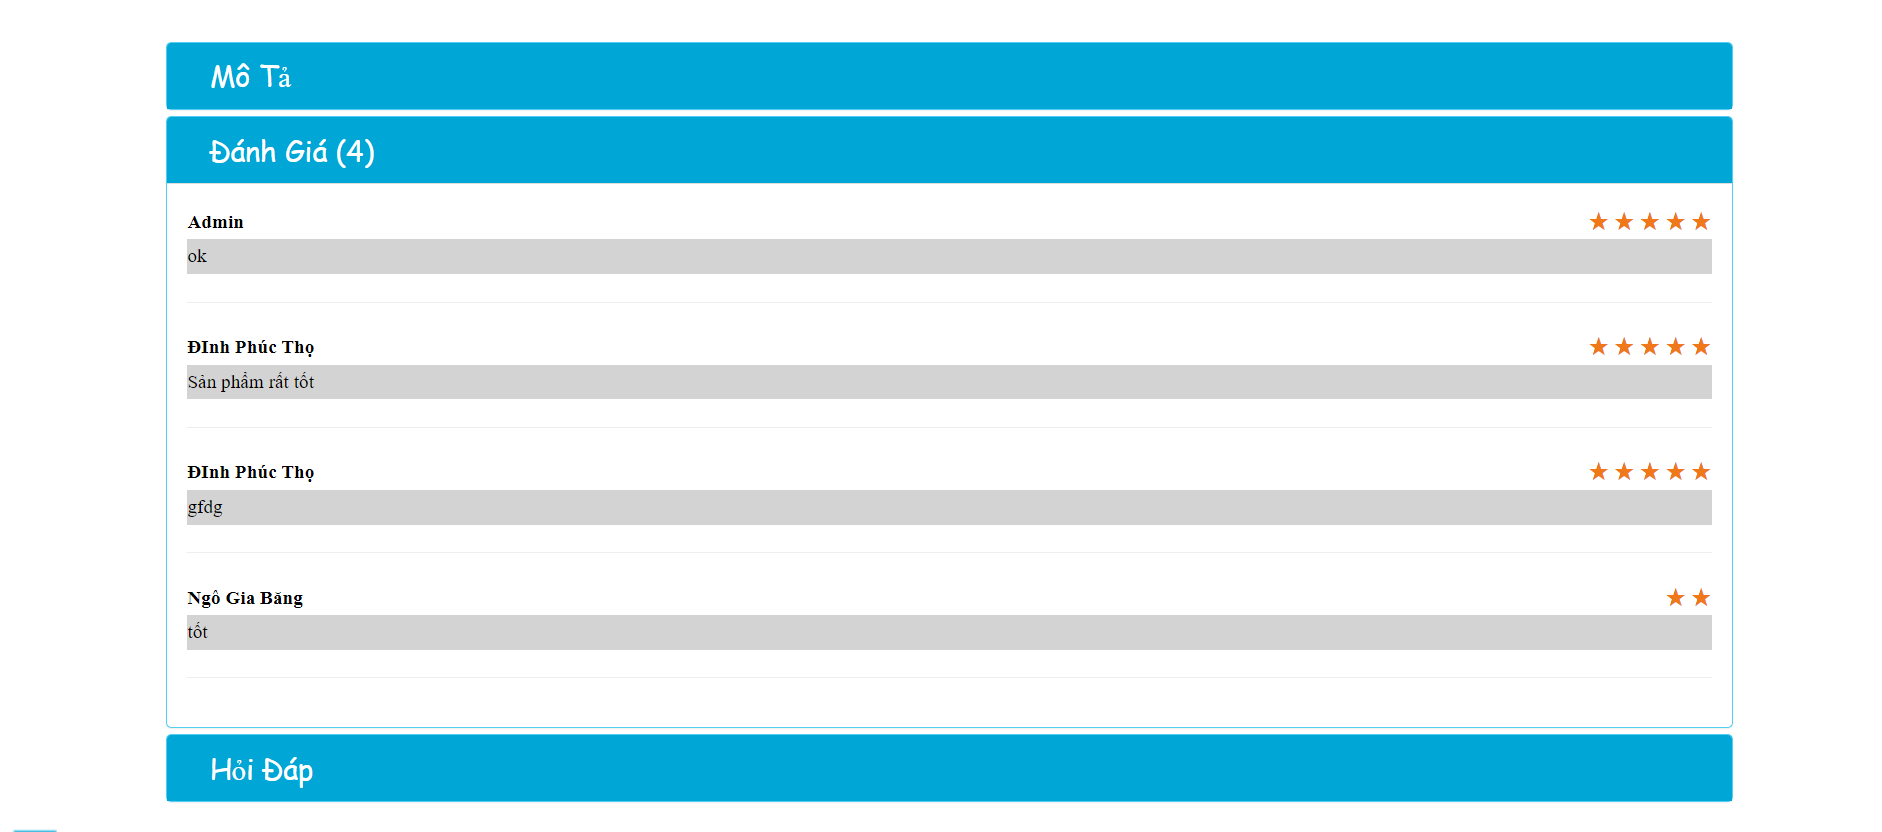 Mô Tả
Đánh Giá (4)
Admin
ok
ĐInh Phúc Thọ
Sản phẩm rất tốt
ĐInh Phúc Thọ
gfdg
Ngô Gia Băng
tốt
Hỏi Đáp